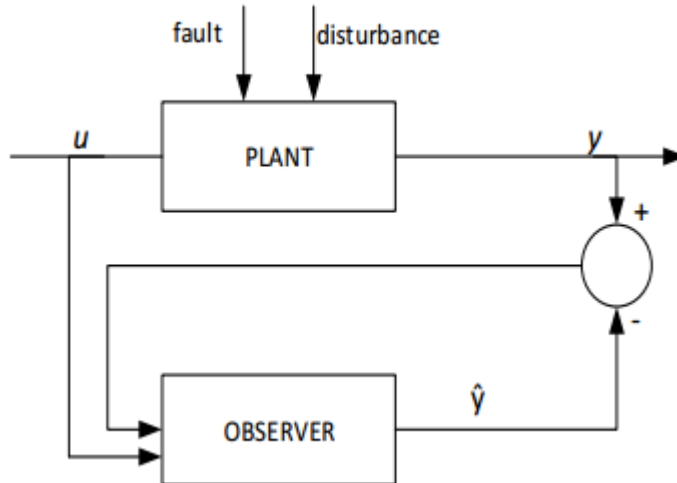 fault disturbance
u
PLANT
y
+
-
ŷ
OBSERVER